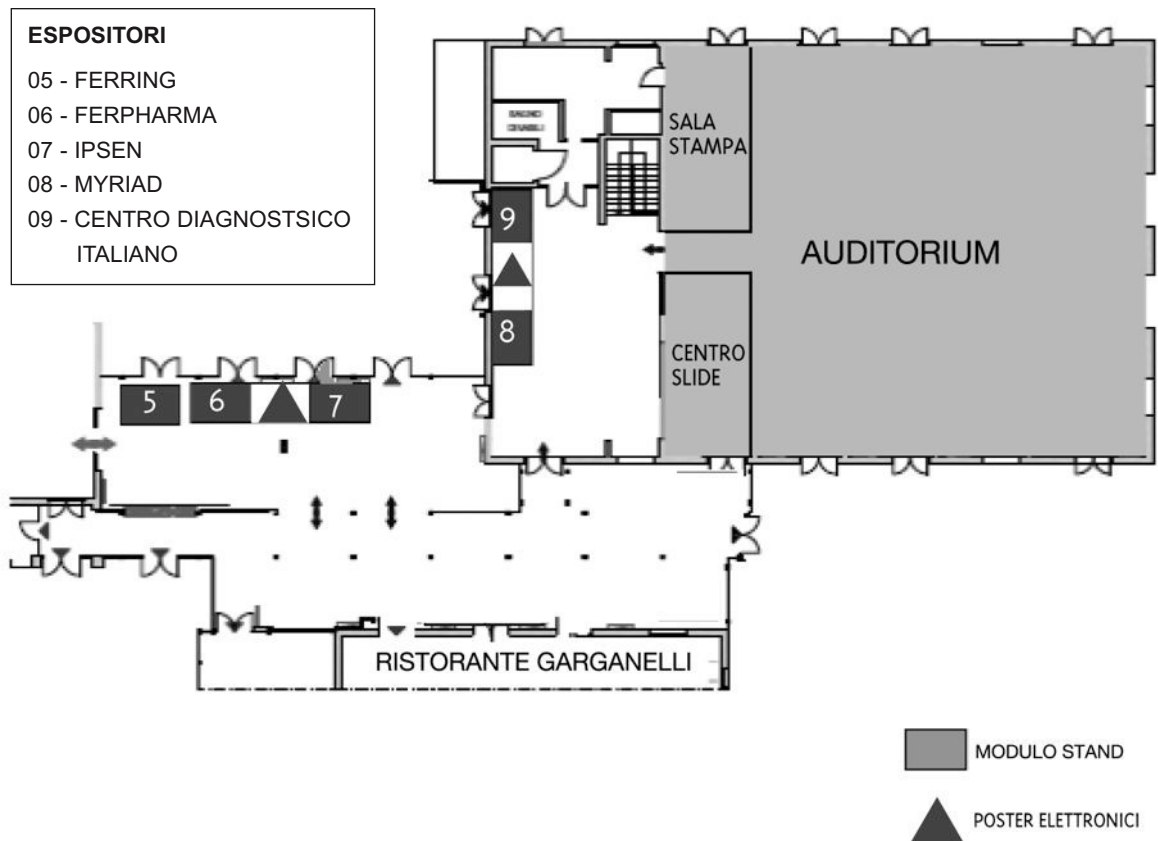 ESPOSITORI
05 - FERRING
06 - FERPHARMA
07 - IPSEN
08 - MYRIAD
09 - CENTRO DIAGNOSTSICO
ITALIANO
SALA
STAMPA
AUDITORIUM
9
8
CENTRO
SLIDE
5
6
7
RISTORANTE GARGANELLI
MODULO STAND
POSTER ELETTRONICI